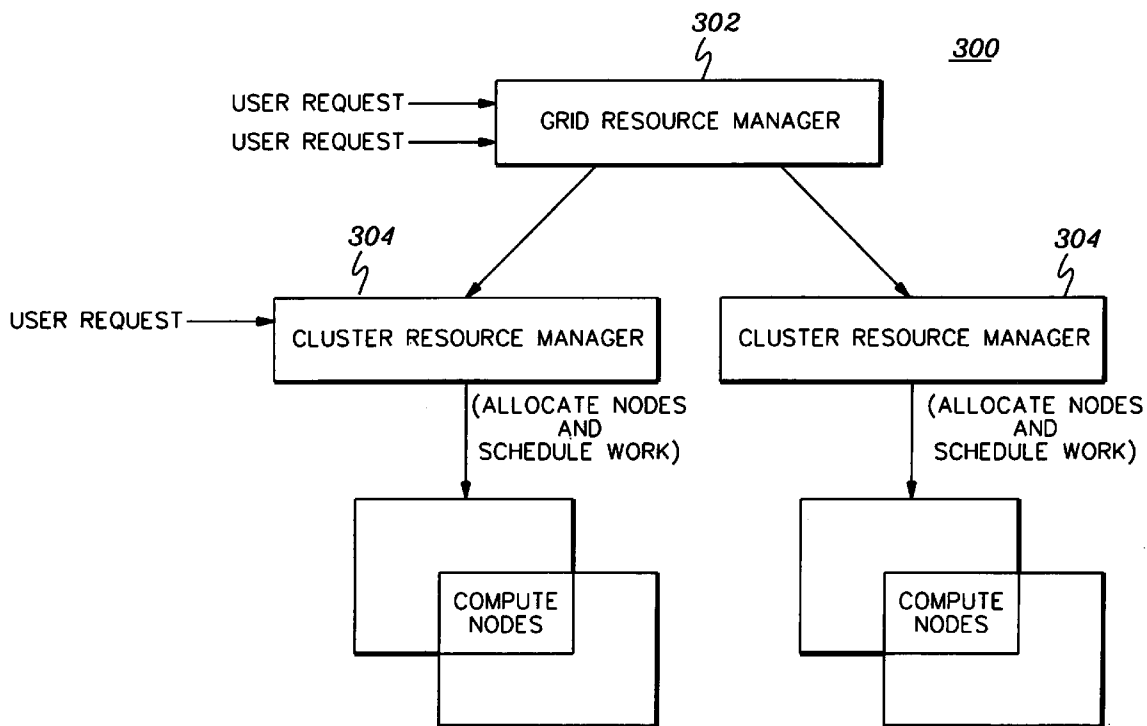 302
300
USER REQUEST
GRID RESOURCE MANAGER
USER REQUEST
304
304
USER REQUEST
CLUSTER RESOURCE MANAGER
CLUSTER RESOURCE MANAGER
(ALLOCATE NODES
AND
SCHEDULE WORK)
(ALLOCATE NODES
AND
SCHEDULE WORK)
COMPUTE
NODES
COMPUTE
NODES